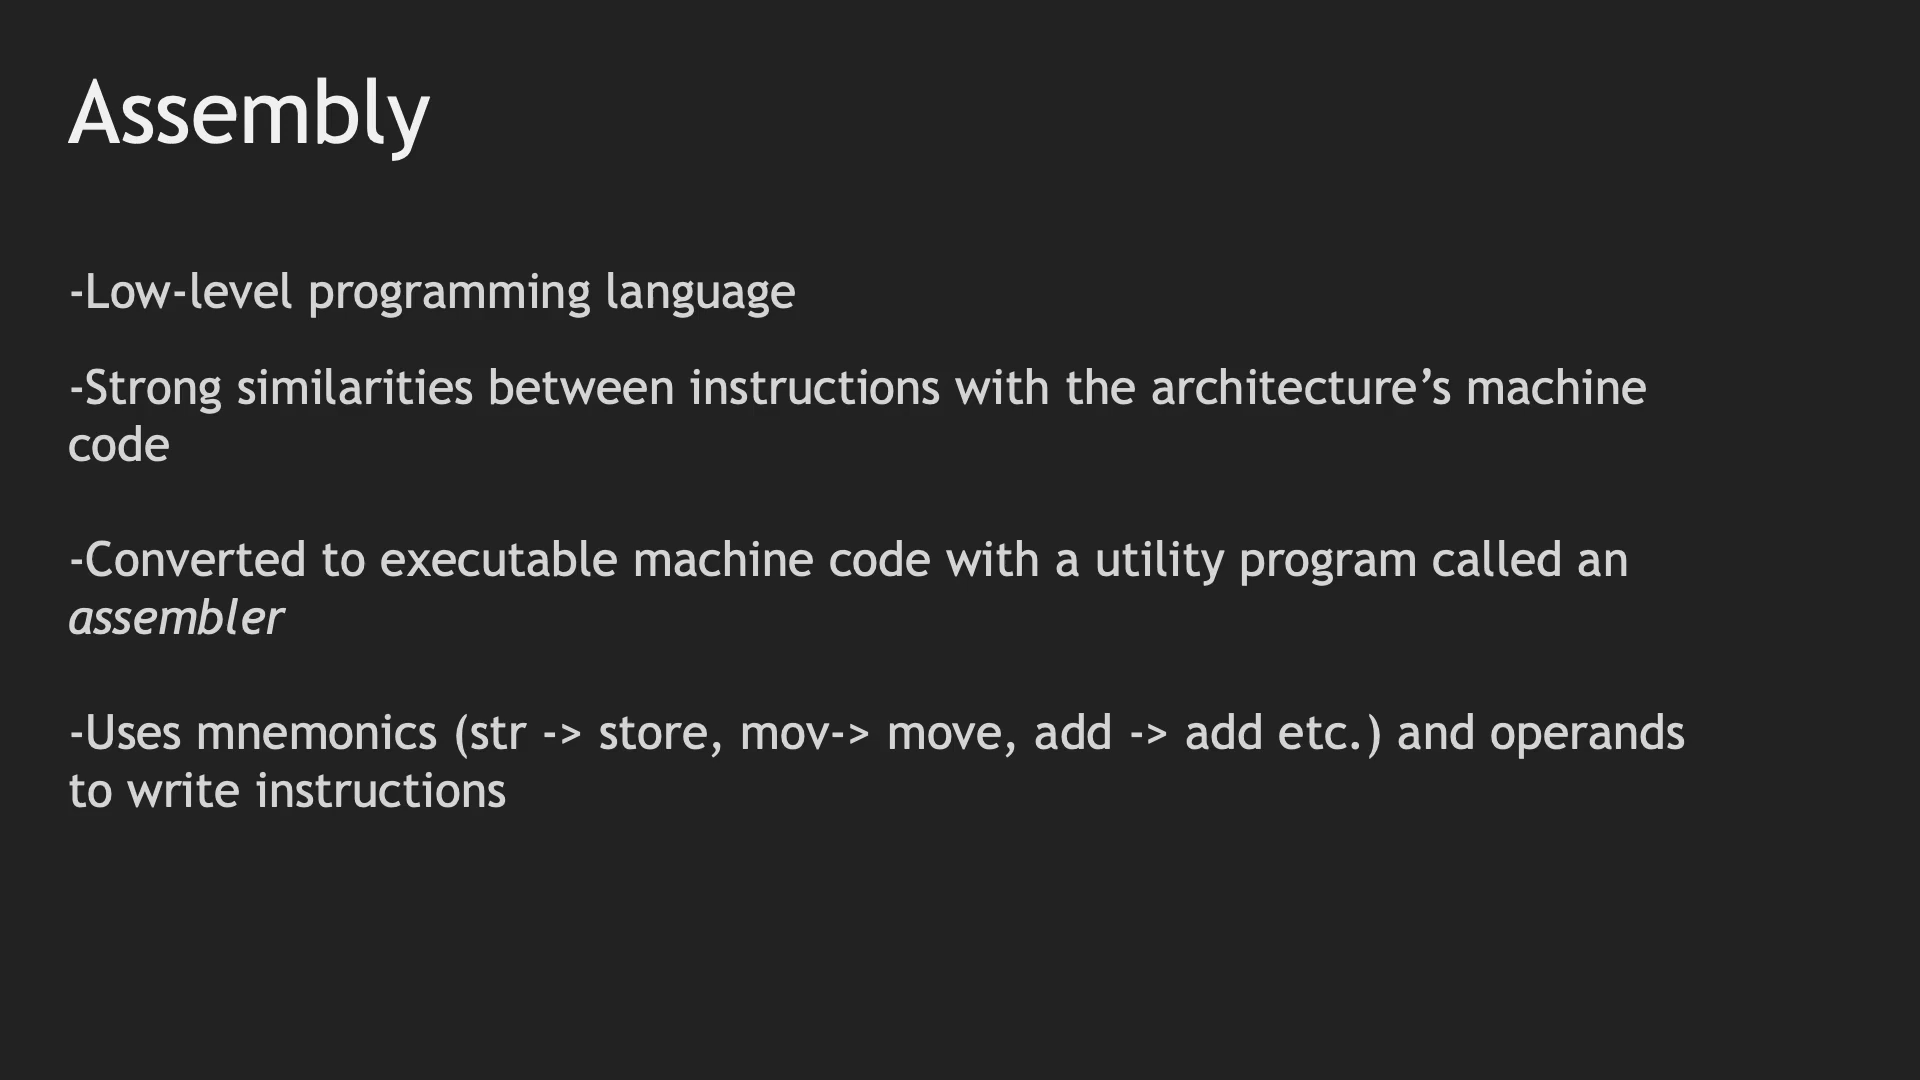 Assembly
-Low-level programming language
-Strong similarities between instructions with the architecture’s machine
code
-Converted to executable machine code with a utility program called an
assembler
-Uses mnemonics (str -> store, mov-> move, add -> add etc.) and operands
to write instructions